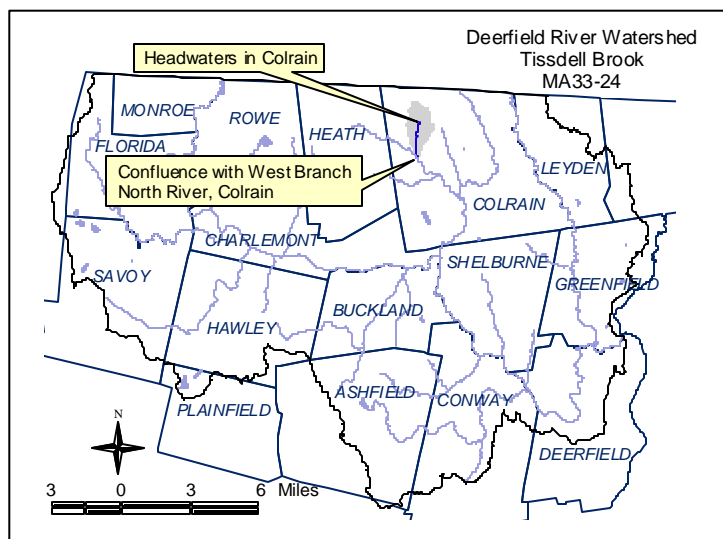 Deerfield River Watershed
Tissdell Brook
MA33-24
Headwaters in Colrain
MONROE
ROWE
HEATH
FLORIDA
Confluence with West Branch
North River, Colrain
LEYDEN
COLRAIN
CHARLEMONT
SAVOY
SHELBURNE
GREENFIELD
HAWLEY
BUCKLAND
PLAINFIELD
ASHFIELD
CONWAY
DEERFIELD
N
3 0 3 6 Miles